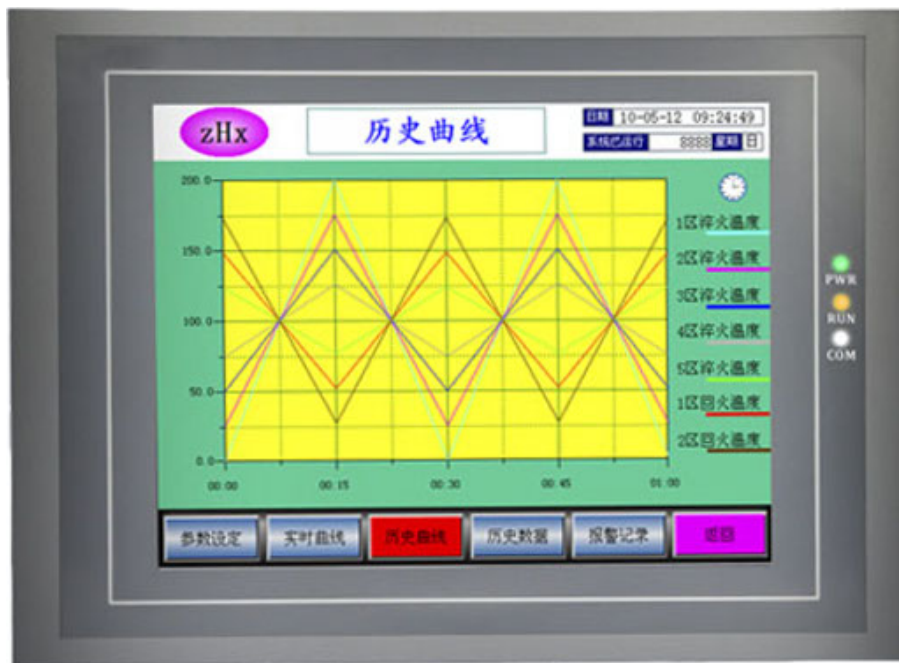 zHx
历史曲线
日期 10-05-12 09:24:49
系统已运行 8888 星期 日
200.0
150.0
100.0
50.0
0.0
00:00 00:15 00:30 00:45 01:00
1区淬火温度
2区淬火温度
3区淬火温度
4区淬火温度
5区淬火温度
1区回火温度
2区回火温度
PWR
RUN
COM
参数设定 实时曲线 历史曲线 历史数据 报警记录 返回